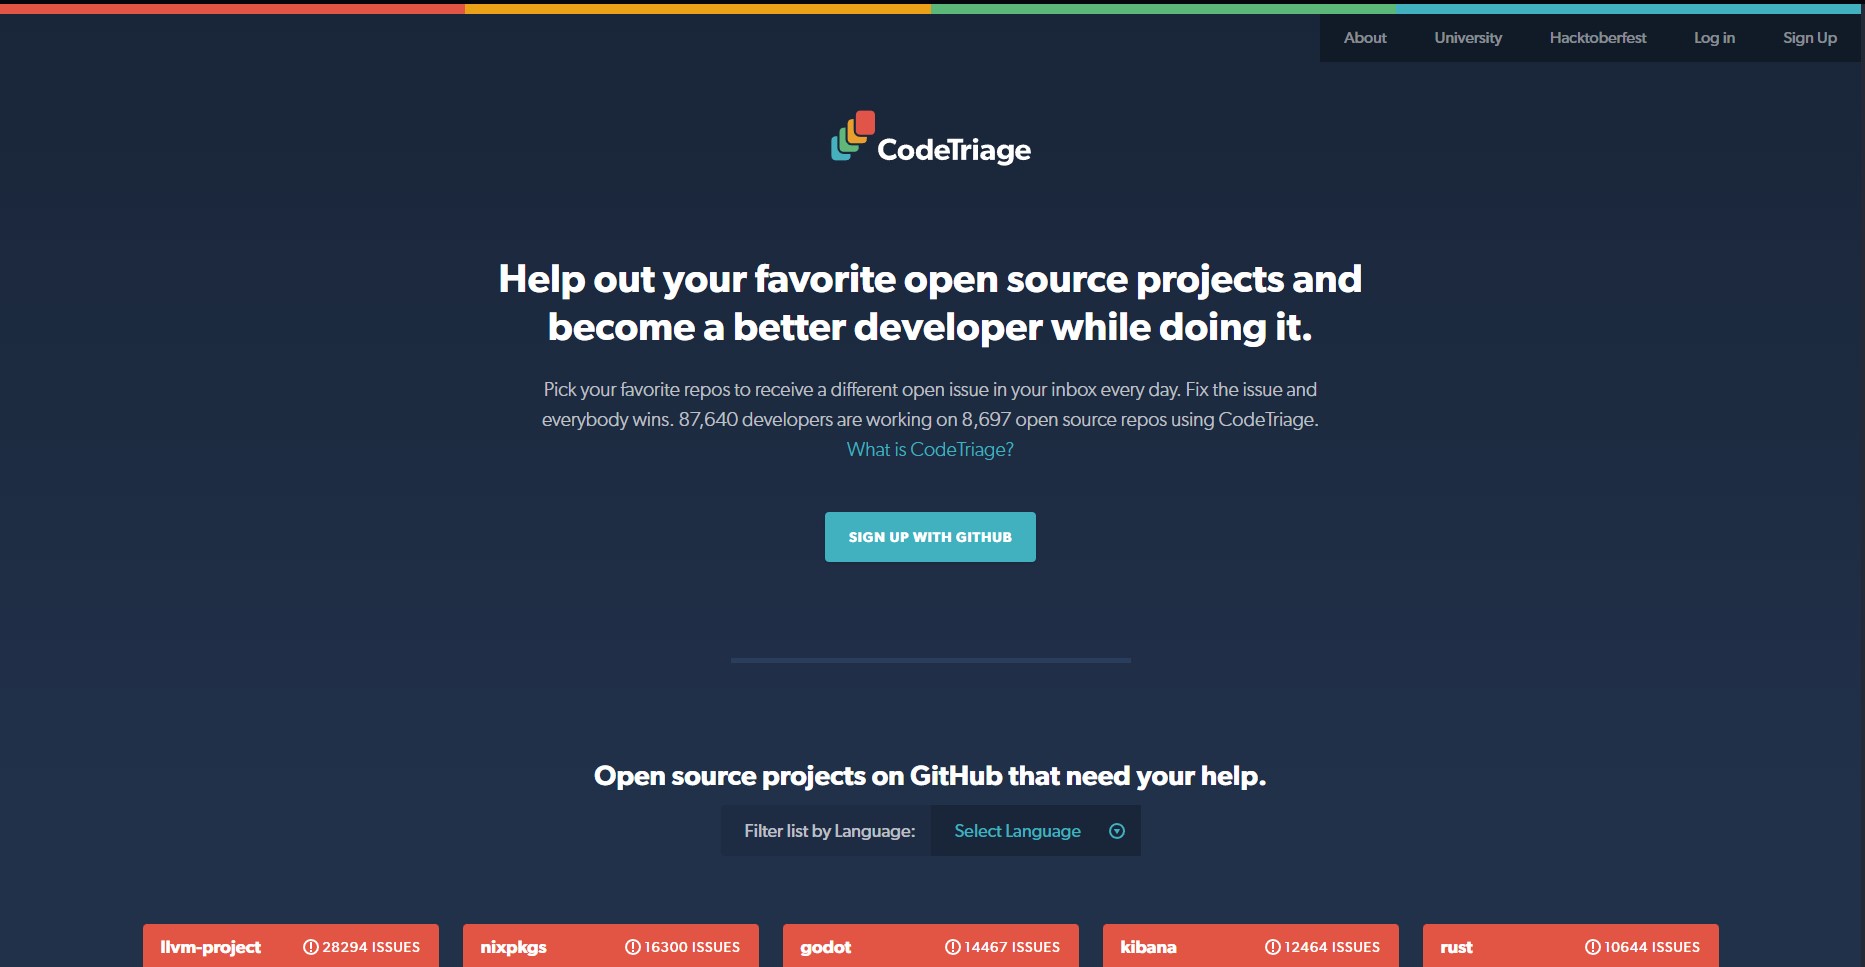 About University Hacktoberfest Log in Sign Up
CodeTriage
Help out your favorite open source projects and
become a better developer while doing it.
Pick your favorite repos to receive a different open issue in your inbox every day. Fix the issue and
everybody wins. 87,640 developers are working on 8,697 open source repos using CodeTriage.
What is CodeTriage?
SIGN UP WITH GITHUB
Open source projects on GitHub that need your help.
Filter list by Language: Select Language
llvm-project 28294 ISSUES nixpkgs 16300 ISSUES godot 14467 ISSUES kibana 12464 ISSUES rust 10644 ISSUES